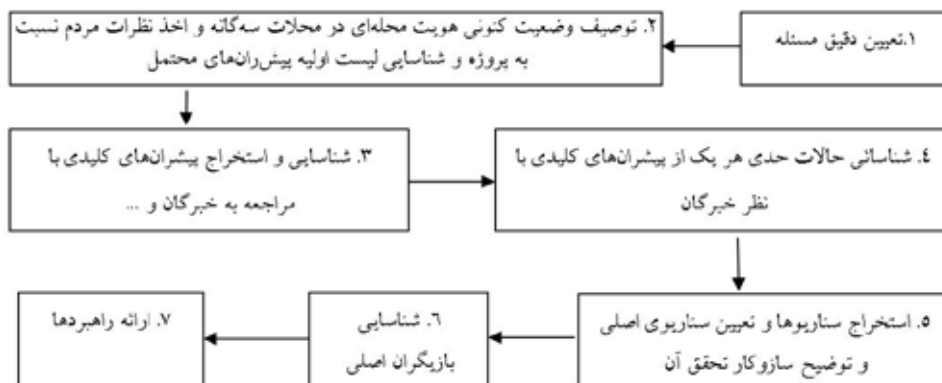 ۱.تعیین دقیق مسئله
۲. توصیف وضعیت کنونی هویت محله‌ای در محلات سه‌گانه و اخذ نظرات مردم نسبت
به پروژه و شناسایی لیست اولیه پیش‌ران‌های محتمل
۳. شناسایی و استخراج پیشران‌های کلیدی با
مراجعه به خبرگان و ...
۴. شناسائی حالات حدی هر یک از پیشران‌های کلیدی با
نظر خبرگان
۵. استخراج سناریوها و تعیین سناریوی اصلی
و توضیح سازوکار تحقق آن
۶. شناسایی
بازیگران اصلی
۷. ارائه راهبردها